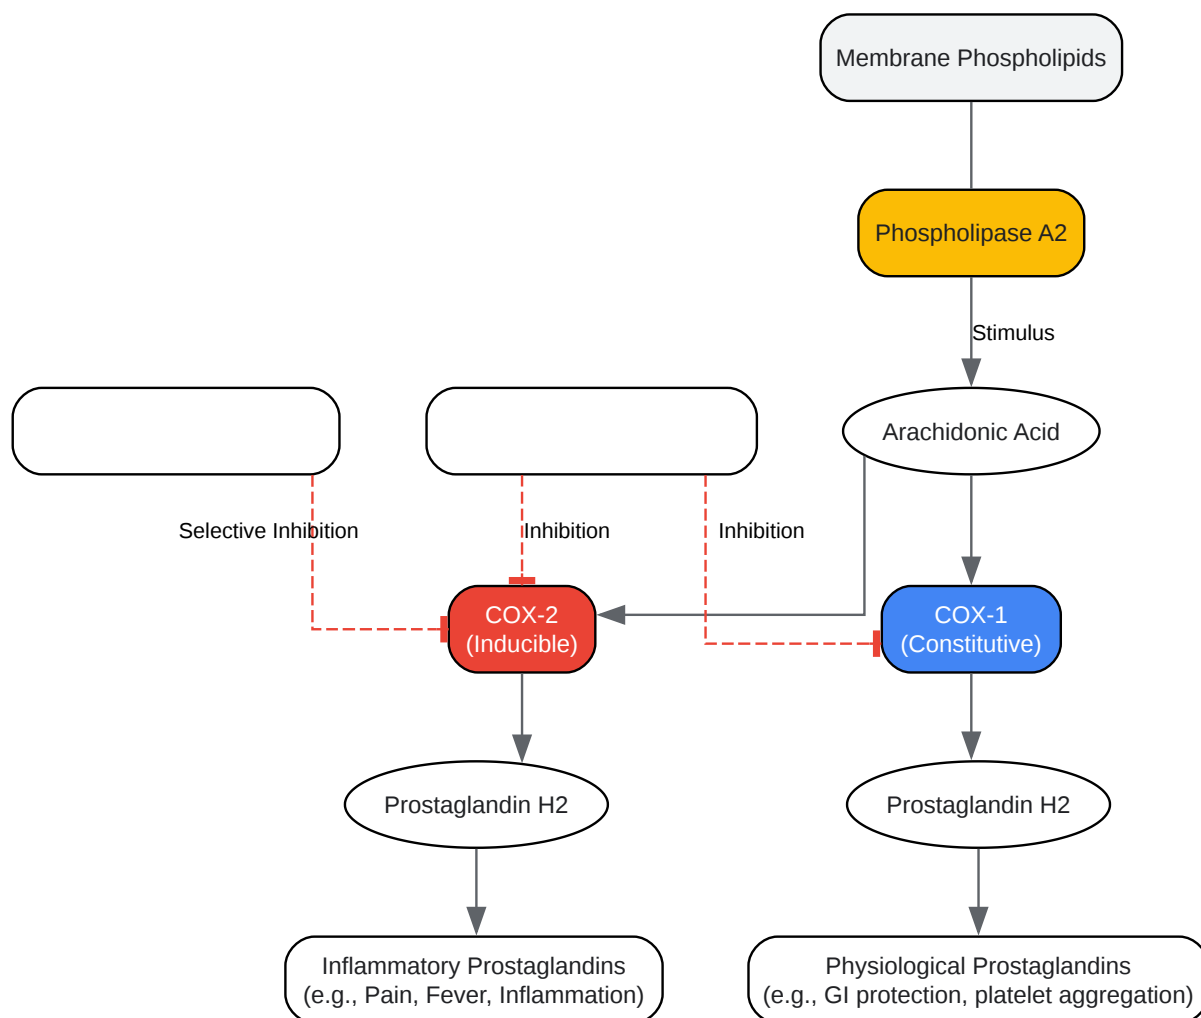 Membrane Phospholipids
Phospholipase A2
Stimulus
Arachidonic Acid
Selective Inhibition
Inhibition
Inhibition
COX-2
(Inducible)
COX-1
(Constitutive)
Prostaglandin H2
Prostaglandin H2
Inflammatory Prostaglandins
(e.g., Pain, Fever, Inflammation)
Physiological Prostaglandins
(e.g., GI protection, platelet aggregation)